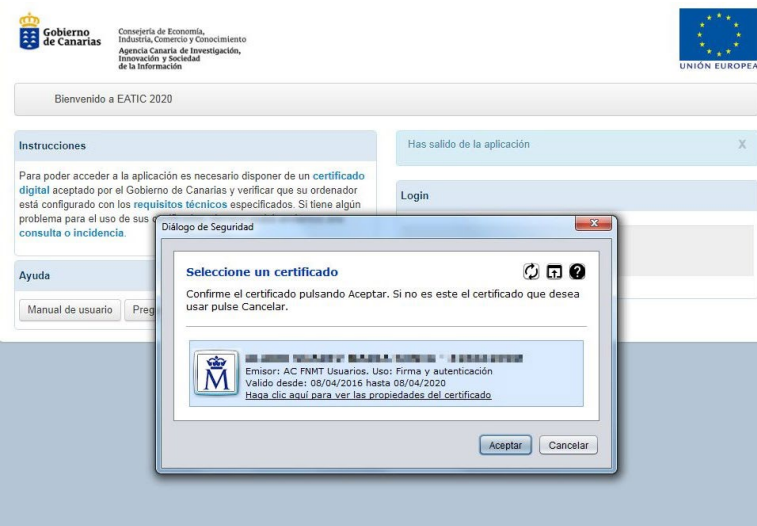 Gobierno
de Canarias
Consejería de Economía,
Industria, Comercio y Conocimiento
Agencia Canaria de Investigación,
Innovación y Sociedad
de la Información
UNIÓN EUROPEA
Bienvenido a EATIC 2020
Instrucciones
Para poder acceder a la aplicación es necesario disponer de un certificado
digital aceptado por el Gobierno de Canarias y verificar que su ordenador
está configurado con los requisitos técnicos especificados. Si tiene algún
problema para el uso de sus
consulta o incidencia.
Ayuda
Manual de usuario
Has salido de la aplicación
X
Login
Diálogo de Seguridad
Seleccione un certificado
Confirme el certificado pulsando Aceptar. Si no es este el certificado que desea
usar pulse Cancelar.
M
Emisor: AC FNMT Usuarios. Uso: Firma y autenticación
Valido desde: 08/04/2016 hasta 08/04/2020
Haga clic aquí para ver las propiedades del certificado
Aceptar
Cancelar